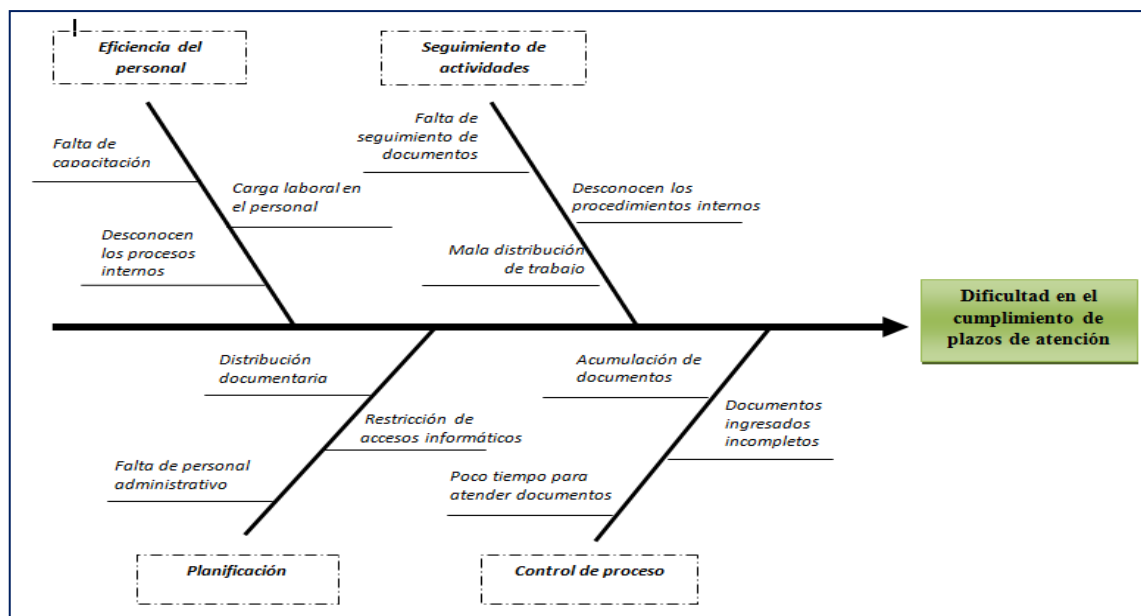 Eficiencia del
personal
Seguimiento de
actividades
Falta de
capacitación
Carga laboral en
el personal
Desconocen
los procesos
internos
Falta de
seguimiento de
documentos
Desconocen los
procedimientos internos
Mala distribución
de trabajo
Dificultad en el
cumplimiento de
plazos de atención
Distribución
documentaria
Restricción de
accesos informáticos
Falta de personal
administrativo
Acumulación de
documentos
Documentos
ingresados
incompletos
Poco tiempo para
atender documentos
Planificación
Control de proceso